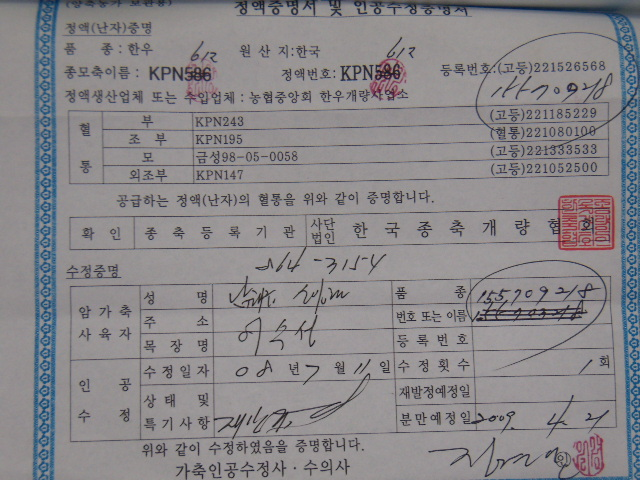 정액증명서 및 인공수정증명서
정액(난자)증명
품 종:한우 612 원 산 지:한국 612
종모축이름: KPN586 정액번호:KPN586 등록번호:(고등)221526568
155709218
정액생산업체 또는 수입업체: 농협중앙회 한우개량사업소
혈통 부 KPN243 (고등)221185229
조 부 KPN195 (혈통)221080100
모 금성98-05-0058 (고등)221333533
외조부 KPN147 (고등)221052500
공급하는 정액(난자)의 혈통을 위와 같이 증명합니다.
확 인 종 축 등 록 기 관 사단법인 한 국 종 축 개 량 협 회
수정증명 264-3154
암 가 축 사 육 자 성 명 품 종 155709218
주 소 번호 또는 이름
목 장 명 등 록 번 호
인 공 수 정 수 정 일 자 08 년 7 월 11 일 수 정 횟 수 1 회
상 태 및 특 기 사 항 재발정예정일
분만예정일 2009. 4. 21
위와 같이 수정하였음을 증명합니다.
가축인공수정사 · 수의사 인